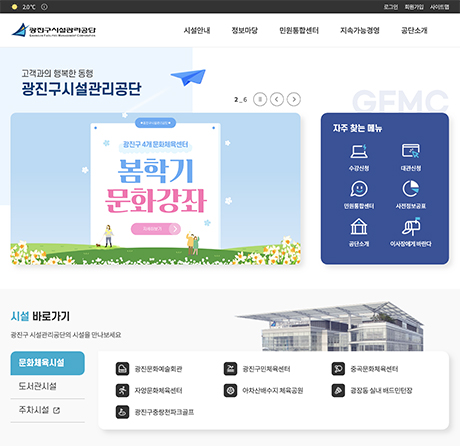 2.0℃
로그인 회원가입 사이트맵
광진구시설관리공단
Gwangjin Facilities Management Corporation
시설안내 정보마당 민원통합센터 지속가능경영 공단소개
고객과의 행복한 동행
광진구시설관리공단
2 _ 6
GFMC
광진구 4개 문화체육센터
봄학기
문화강좌
자세히보기
자주 찾는 메뉴
수강신청 대관신청
민원통합센터 사전정보공표
공단소개 이사장에게 바란다
시설 바로가기
광진구 시설관리공단의 시설을 만나보세요
문화체육시설
도서관시설
주차시설
광진문화예술회관 광진구민체육센터 중곡문화체육센터
자양문화체육센터 아차산배수지 체육공원 광장동 실내 배드민턴장
광진구중랑천파크골프